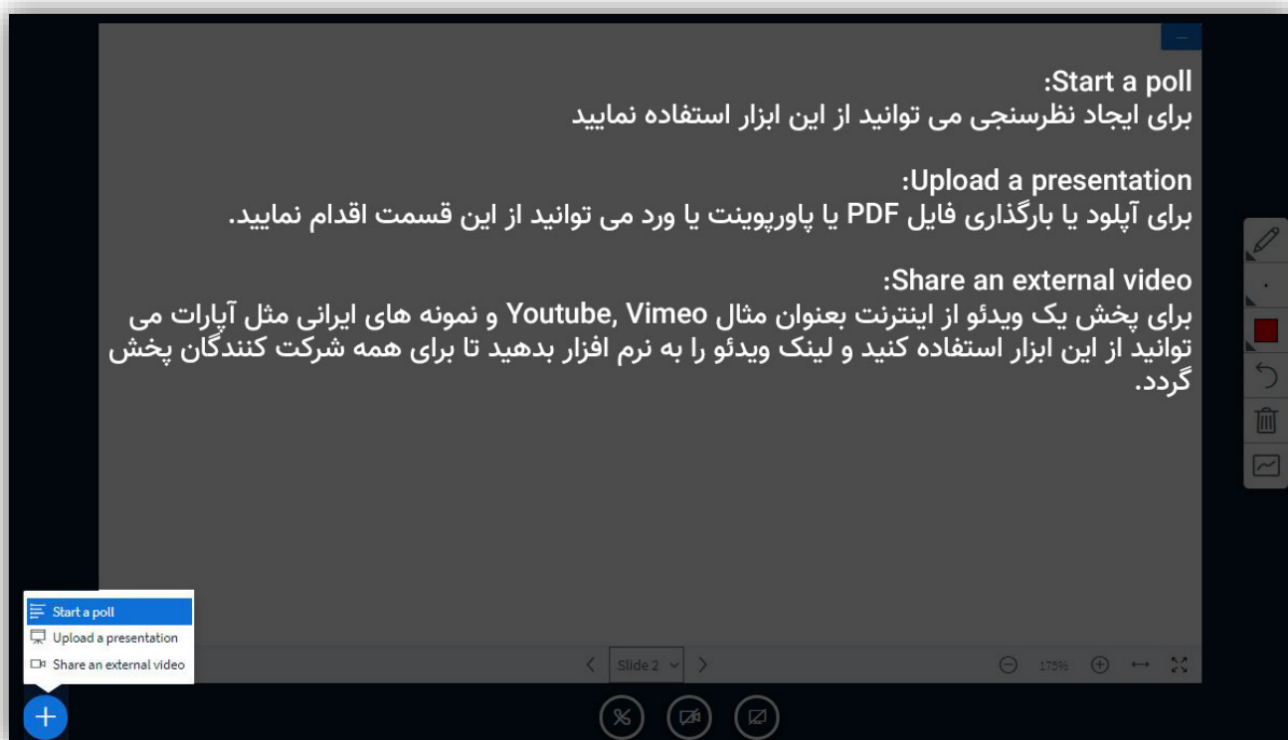 Start a poll:
برای ایجاد نظرسنجی می توانید از این ابزار استفاده نمایید
Upload a presentation:
برای آپلود یا بارگذاری فایل PDF یا پاورپوینت یا ورد می توانید از این قسمت اقدام نمایید.
Share an external video:
برای پخش یک ویدئو از اینترنت بعنوان مثال Youtube, Vimeo و نمونه های ایرانی مثل آپارات می
توانید از این ابزار استفاده کنید و لینک ویدئو را به نرم افزار بدهید تا برای همه شرکت کنندگان پخش
گردد.
Start a poll
Upload a presentation
Share an external video
Slide 2
175%